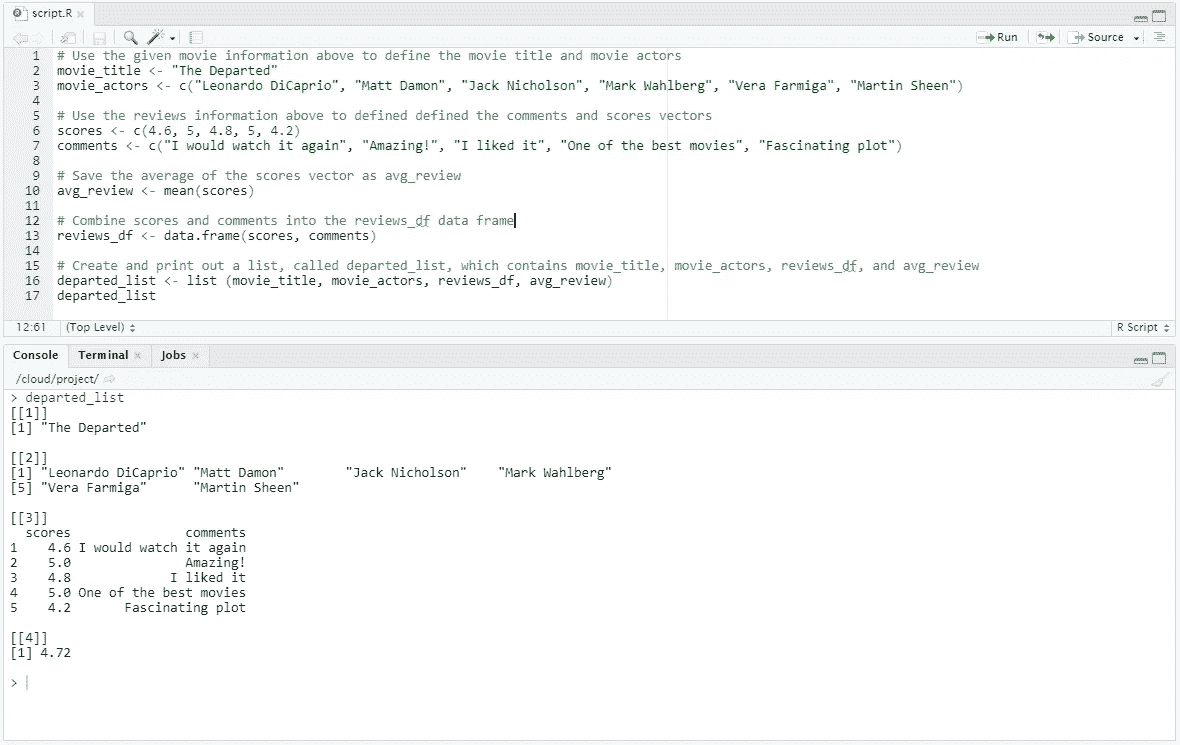 script.R
Run Source
1 # Use the given movie information above to define the movie title and movie actors
2 movie_title <- "The Departed"
3 movie_actors <- c("Leonardo DiCaprio", "Matt Damon", "Jack Nicholson", "Mark Wahlberg", "Vera Farmiga", "Martin Sheen")
4
5 # Use the reviews information above to defined defined the comments and scores vectors
6 scores <- c(4.6, 5, 4.8, 5, 4.2)
7 comments <- c("I would watch it again", "Amazing!", "I liked it", "One of the best movies", "Fascinating plot")
8
9 # Save the average of the scores vector as avg_review
10 avg_review <- mean(scores)
11
12 # Combine scores and comments into the reviews_df data frame
13 reviews_df <- data.frame(scores, comments)
14
15 # Create and print out a list, called departed_list, which contains movie_title, movie_actors, reviews_df, and avg_review
16 departed_list <- list (movie_title, movie_actors, reviews_df, avg_review)
17 departed_list
12:61 (Top Level) R Script
Console Terminal Jobs
/cloud/project/
> departed_list
[[1]]
[1] "The Departed"
[[2]]
[1] "Leonardo DiCaprio" "Matt Damon" "Jack Nicholson" "Mark Wahlberg"
[5] "Vera Farmiga" "Martin Sheen"
[[3]]
scores comments
1 4.6 I would watch it again
2 5.0 Amazing!
3 4.8 I liked it
4 5.0 One of the best movies
5 4.2 Fascinating plot
[[4]]
[1] 4.72
>